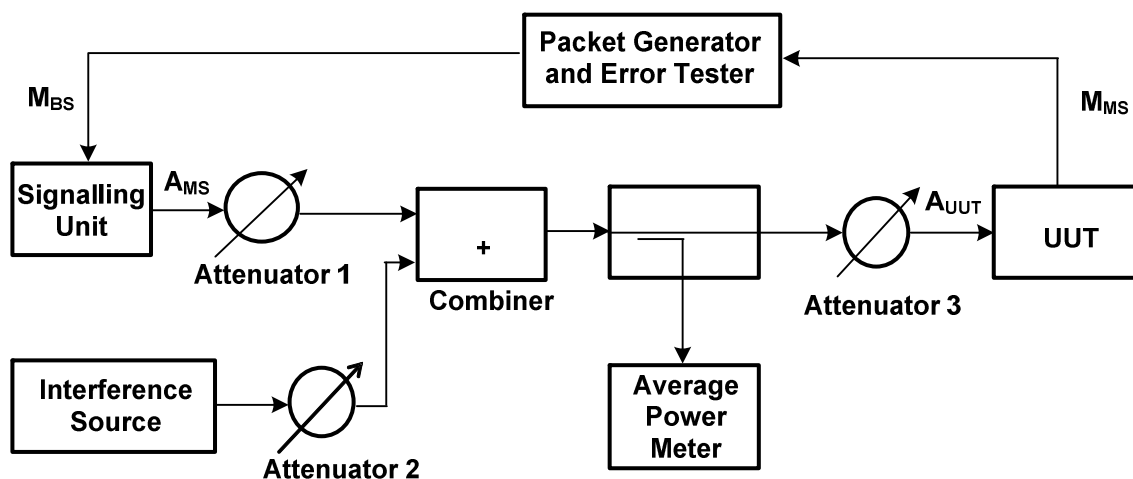 Packet Generator
and Error Tester
M_BS
M_MS
Signalling
Unit
A_MS
Attenuator 1
+
Combiner
A_UUT
UUT
Attenuator 3
Interference
Source
Attenuator 2
Average
Power
Meter